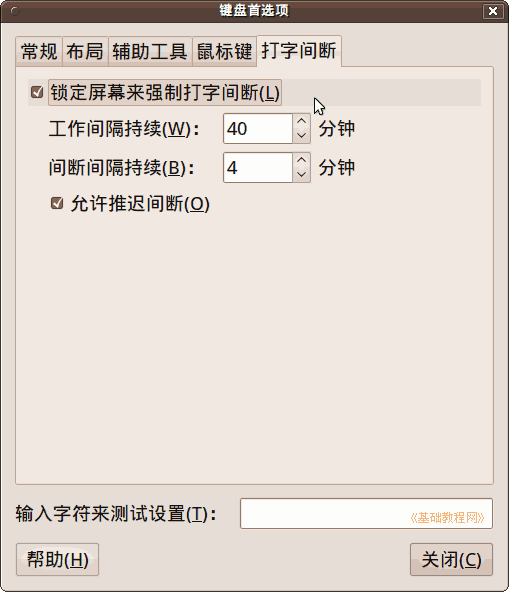 键盘首选项
常规 布局 辅助工具 鼠标键 打字间断
锁定屏幕来强制打字间断(L)
工作间隔持续(W): 40 分钟
间断间隔持续(B): 4 分钟
允许推迟间断(O)
输入字符来测试设置(T): 《基础教程网》
帮助(H) 关闭(C)